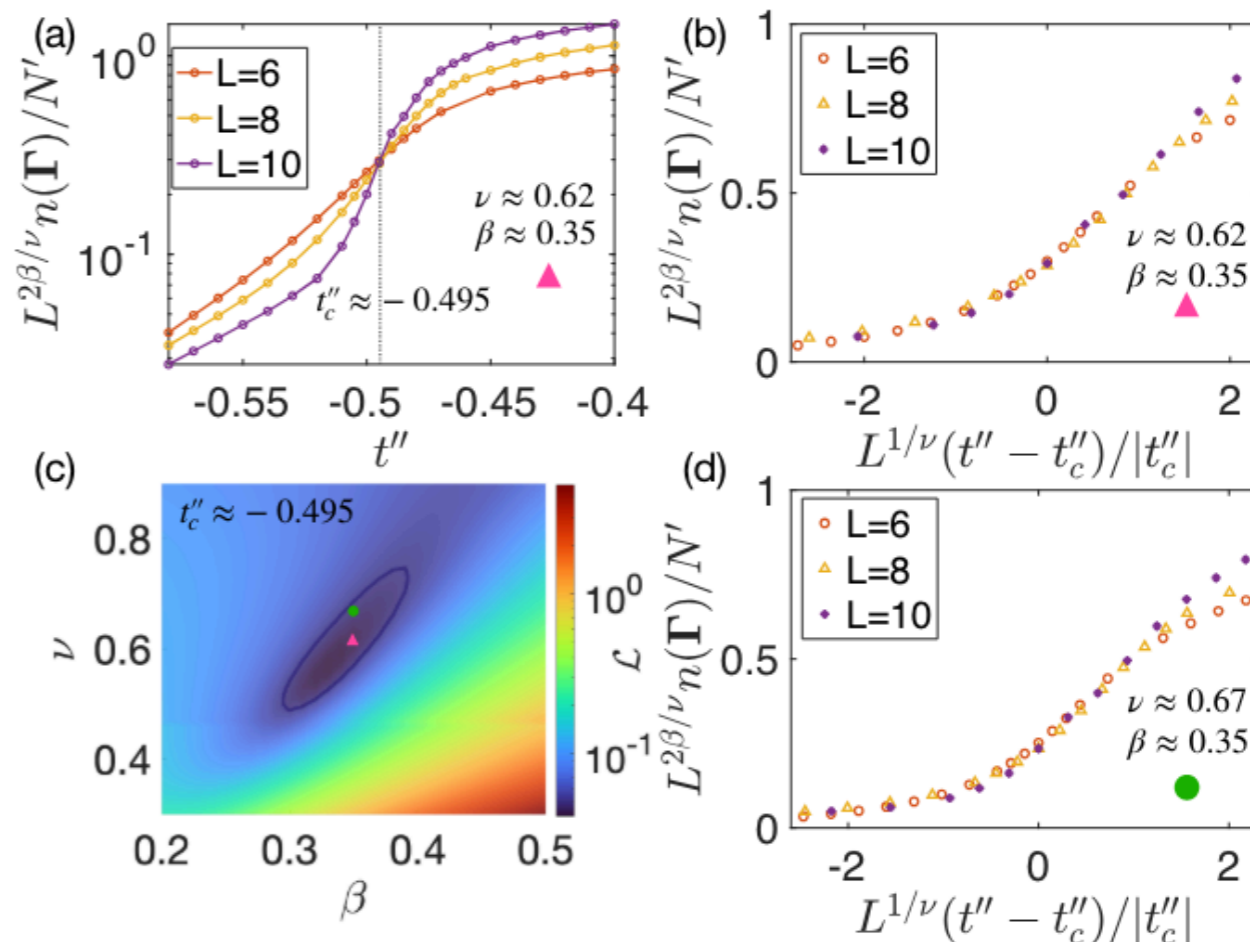 (a)
L^{2β/ν}n(Γ)/N′
10^0
10^{-1}
L=6
L=8
L=10
ν ≈ 0.62
β ≈ 0.35
t″_c ≈ − 0.495
-0.55 -0.5 -0.45 -0.4
t″
(b)
L^{2β/ν}n(Γ)/N′
1
0.5
0
L=6
L=8
L=10
ν ≈ 0.62
β ≈ 0.35
-2 0 2
L^{1/ν}(t″ − t″_c)/|t″_c|
(c)
t″_c ≈ − 0.495
ν
0.8
0.6
0.4
0.2 0.3 0.4 0.5
β
10^0
10^{-1}
ℒ
(d)
L^{2β/ν}n(Γ)/N′
1
0.5
0
L=6
L=8
L=10
ν ≈ 0.67
β ≈ 0.35
-2 0 2
L^{1/ν}(t″ − t″_c)/|t″_c|